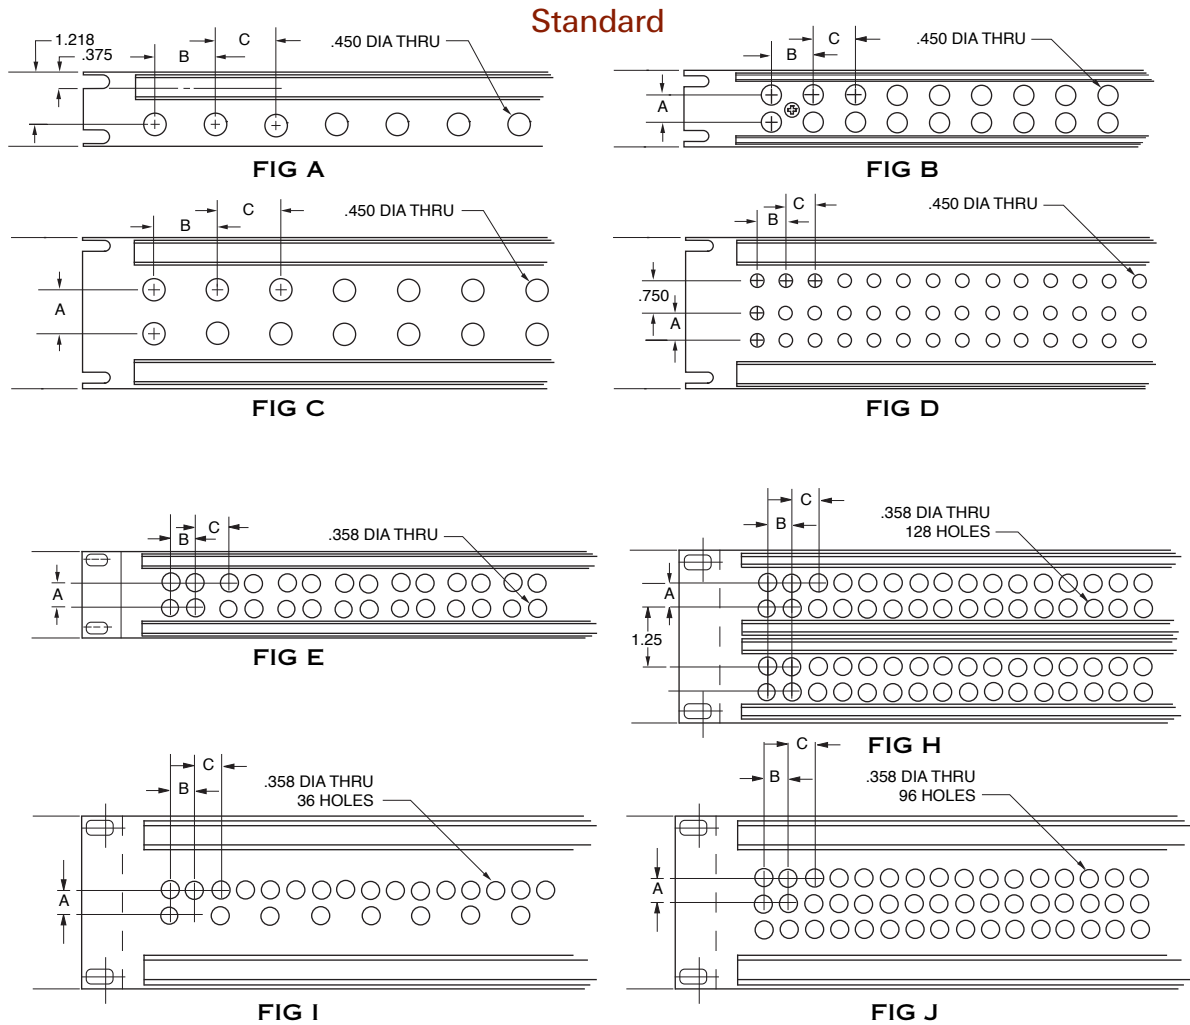 Standard
1.218
.375
B
C
.450 DIA THRU
FIG A
A
B
C
.450 DIA THRU
FIG B
A
B
C
.450 DIA THRU
FIG C
.750
A
B
C
.450 DIA THRU
FIG D
A
B
C
.358 DIA THRU
FIG E
A
1.25
B
C
.358 DIA THRU
128 HOLES
FIG H
A
B
C
.358 DIA THRU
36 HOLES
FIG I
A
B
C
.358 DIA THRU
96 HOLES
FIG J